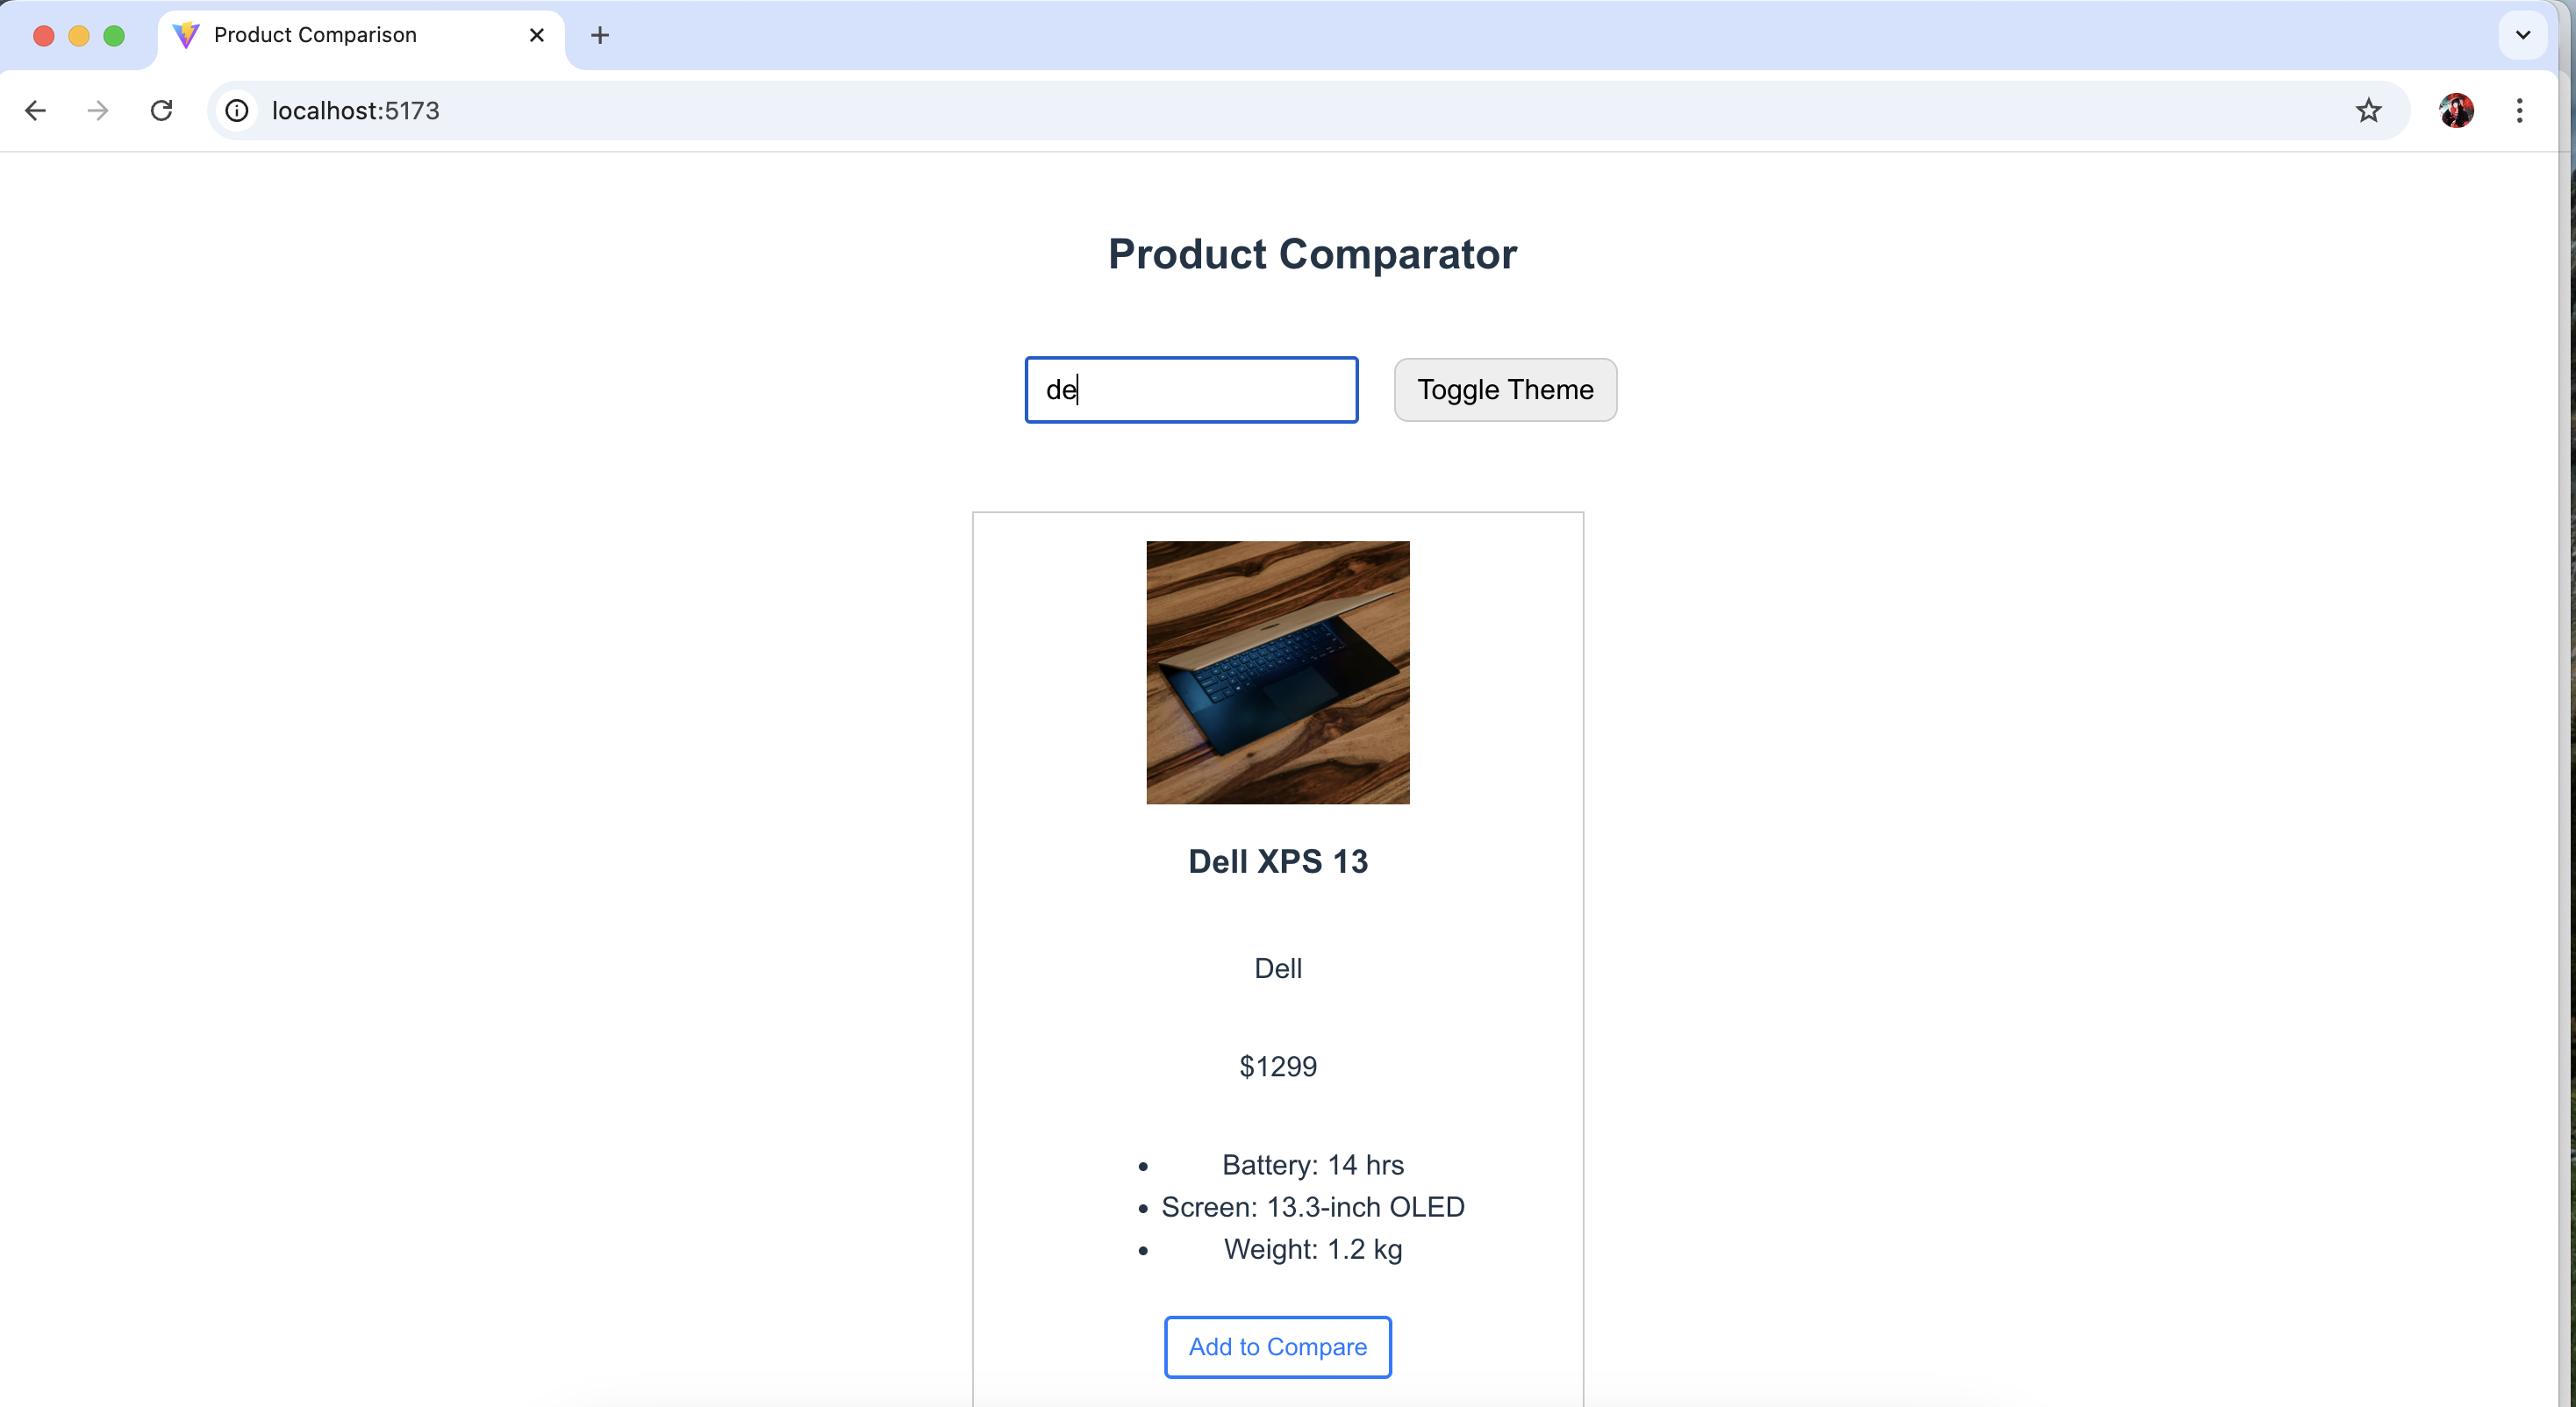 Product Comparison
localhost:5173
Product Comparator
de
Toggle Theme
Dell XPS 13
Dell
$1299
• Battery: 14 hrs
• Screen: 13.3-inch OLED
• Weight: 1.2 kg
Add to Compare